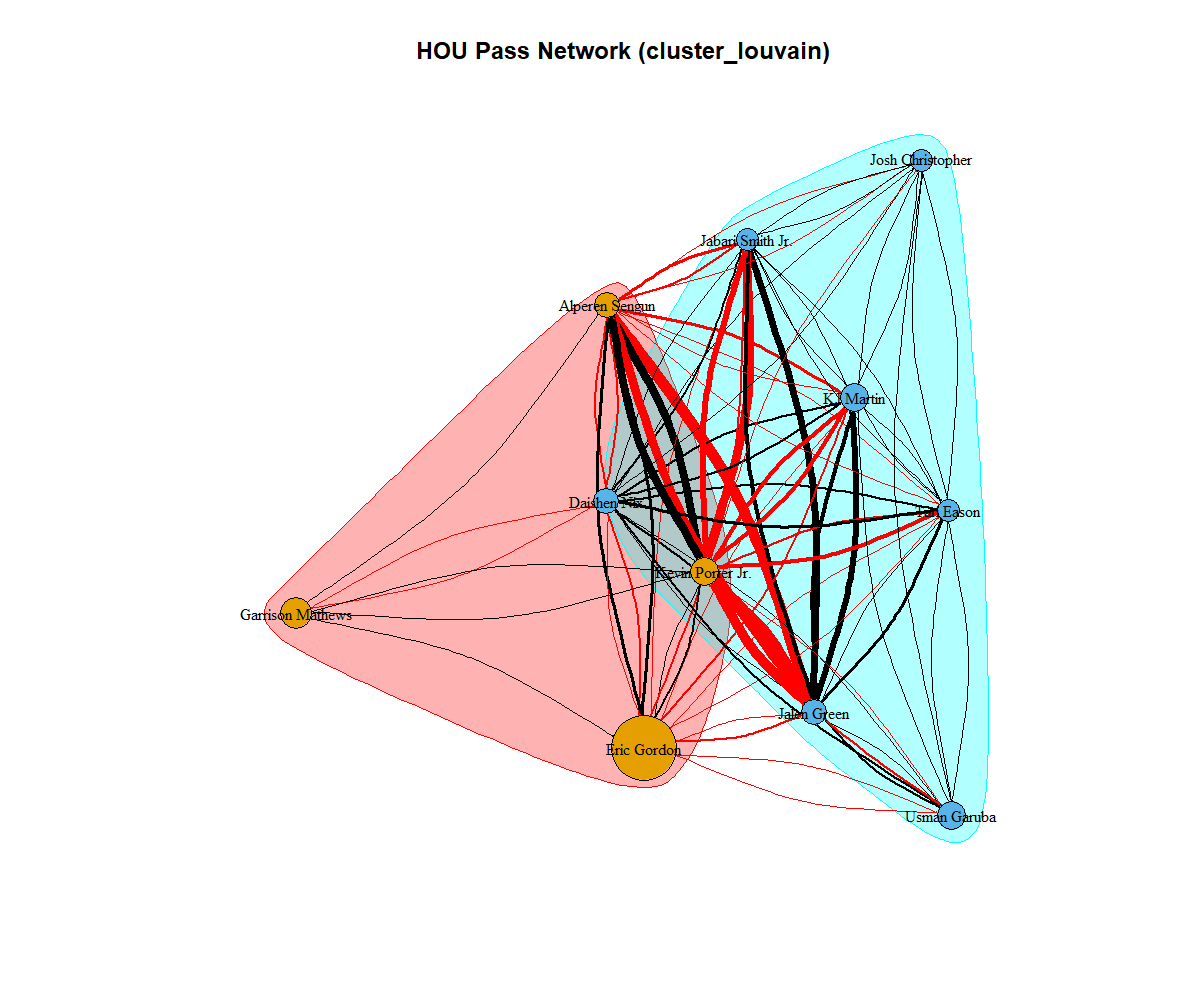 HOU Pass Network (cluster_louvain)
Josh Christopher
Jabari Smith Jr.
Alperen Sengun
KJ Martin
Daishen Nix
Tari Eason
Kevin Porter Jr.
Garrison Mathews
Jalen Green
Eric Gordon
Usman Garuba